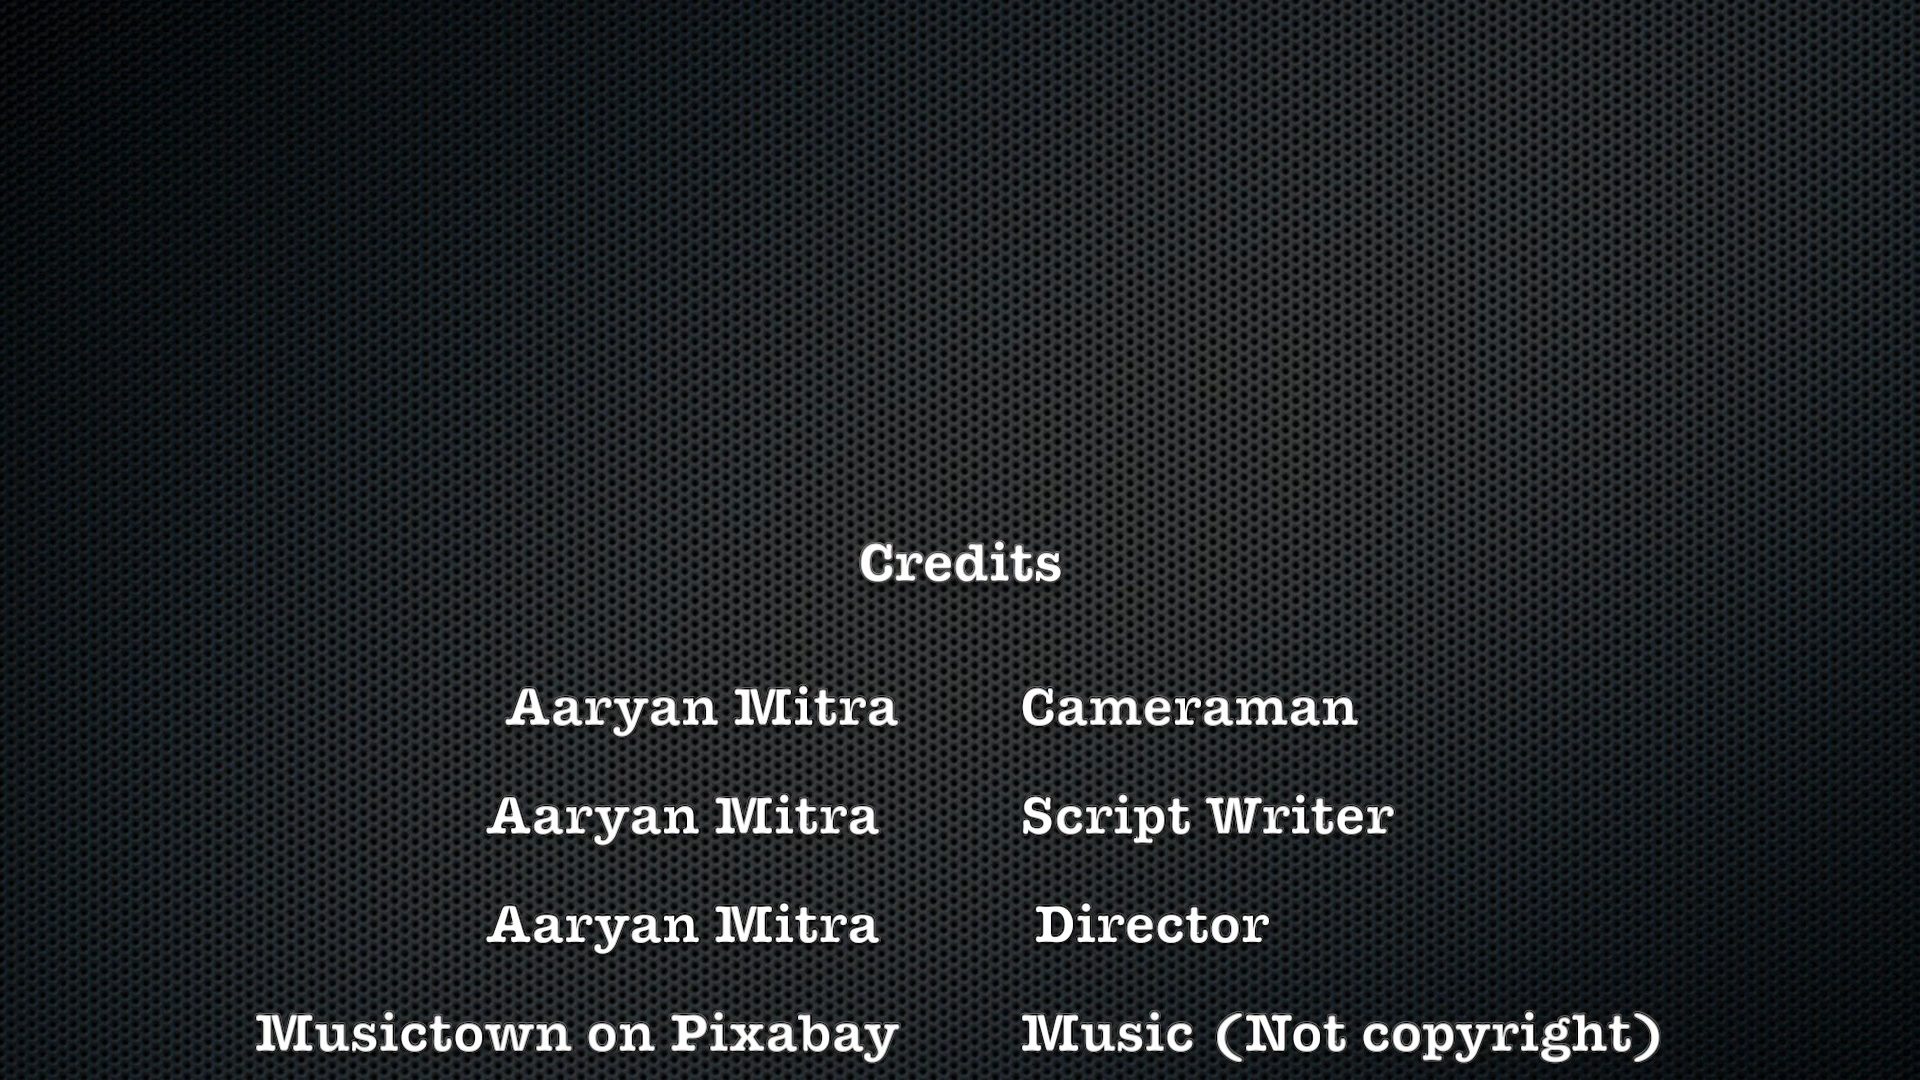 Credits
Aaryan Mitra Cameraman
Aaryan Mitra Script Writer
Aaryan Mitra Director
Musictown on Pixabay Music (Not copyright)